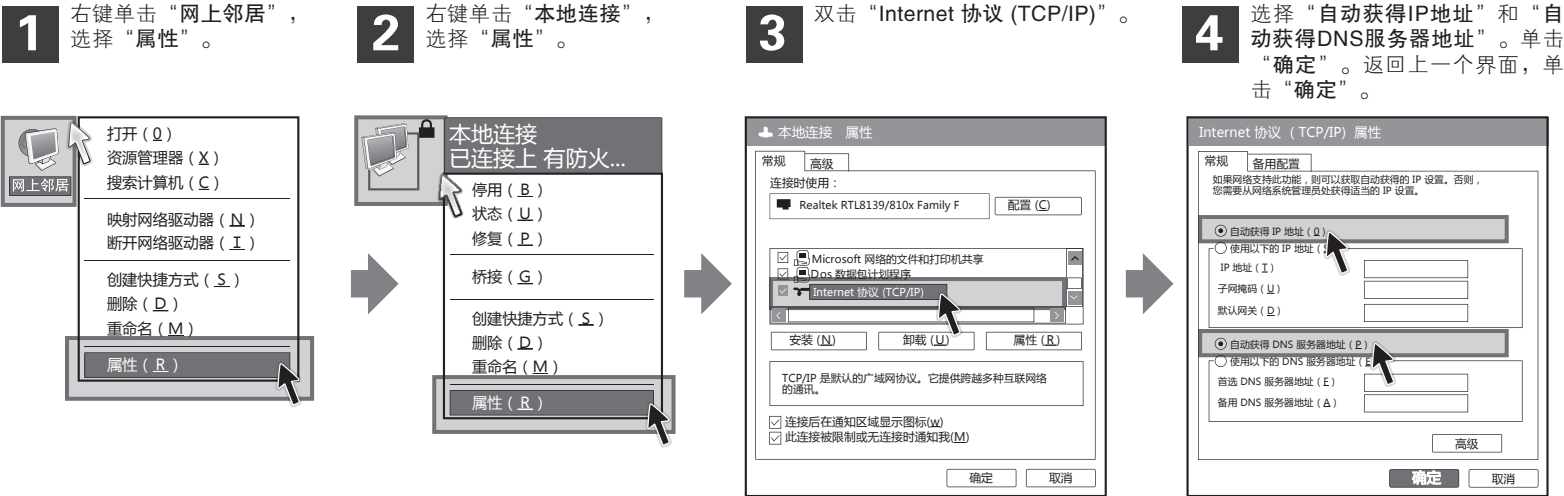 1
右键单击“网上邻居”，
选择“属性”。
2
右键单击“本地连接”，
选择“属性”。
3
双击“Internet 协议 (TCP/IP)”。
4
选择“自动获得IP地址”和“自
动获得DNS服务器地址”。单击
“确定”。返回上一个界面，单
击“确定”。
网上邻居
打开 ( 0 )
资源管理器 ( X )
搜索计算机 ( C )
映射网络驱动器 ( N )
断开网络驱动器 ( I )
创建快捷方式 ( S )
删除 ( D )
重命名 ( M )
属性 ( R )
本地连接
已连接上 有防火...
停用 ( B )
状态 ( U )
修复 ( P )
桥接 ( G )
创建快捷方式 ( S )
删除 ( D )
重命名 ( M )
属性 ( R )
本地连接 属性
常规 高级
连接时使用：
Realtek RTL8139/810x Family F 配置 (C)
Microsoft 网络的文件和打印机共享
Dos 数据包计划程序
Internet 协议 (TCP/IP)
安装 (N) 卸载 (U) 属性 (R)
TCP/IP 是默认的广域网协议。它提供跨越多种互联网络
的通讯。
连接后在通知区域显示图标(w)
此连接被限制或无连接时通知我(M)
确定 取消
Internet 协议 ( TCP/IP) 属性
常规 备用配置
如果网络支持此功能，则可以获取自动获得的 IP 设置。否则，
您需要从网络系统管理员处获得适当的 IP 设置。
自动获得 IP 地址 ( 0 )
使用以下的 IP 地址 ( S
IP 地址 ( I )
子网掩码 ( U )
默认网关 ( D )
自动获得 DNS 服务器地址 ( P )
使用以下的 DNS 服务器地址 ( E
首选 DNS 服务器地址 ( E )
备用 DNS 服务器地址 ( A )
高级
确定 取消